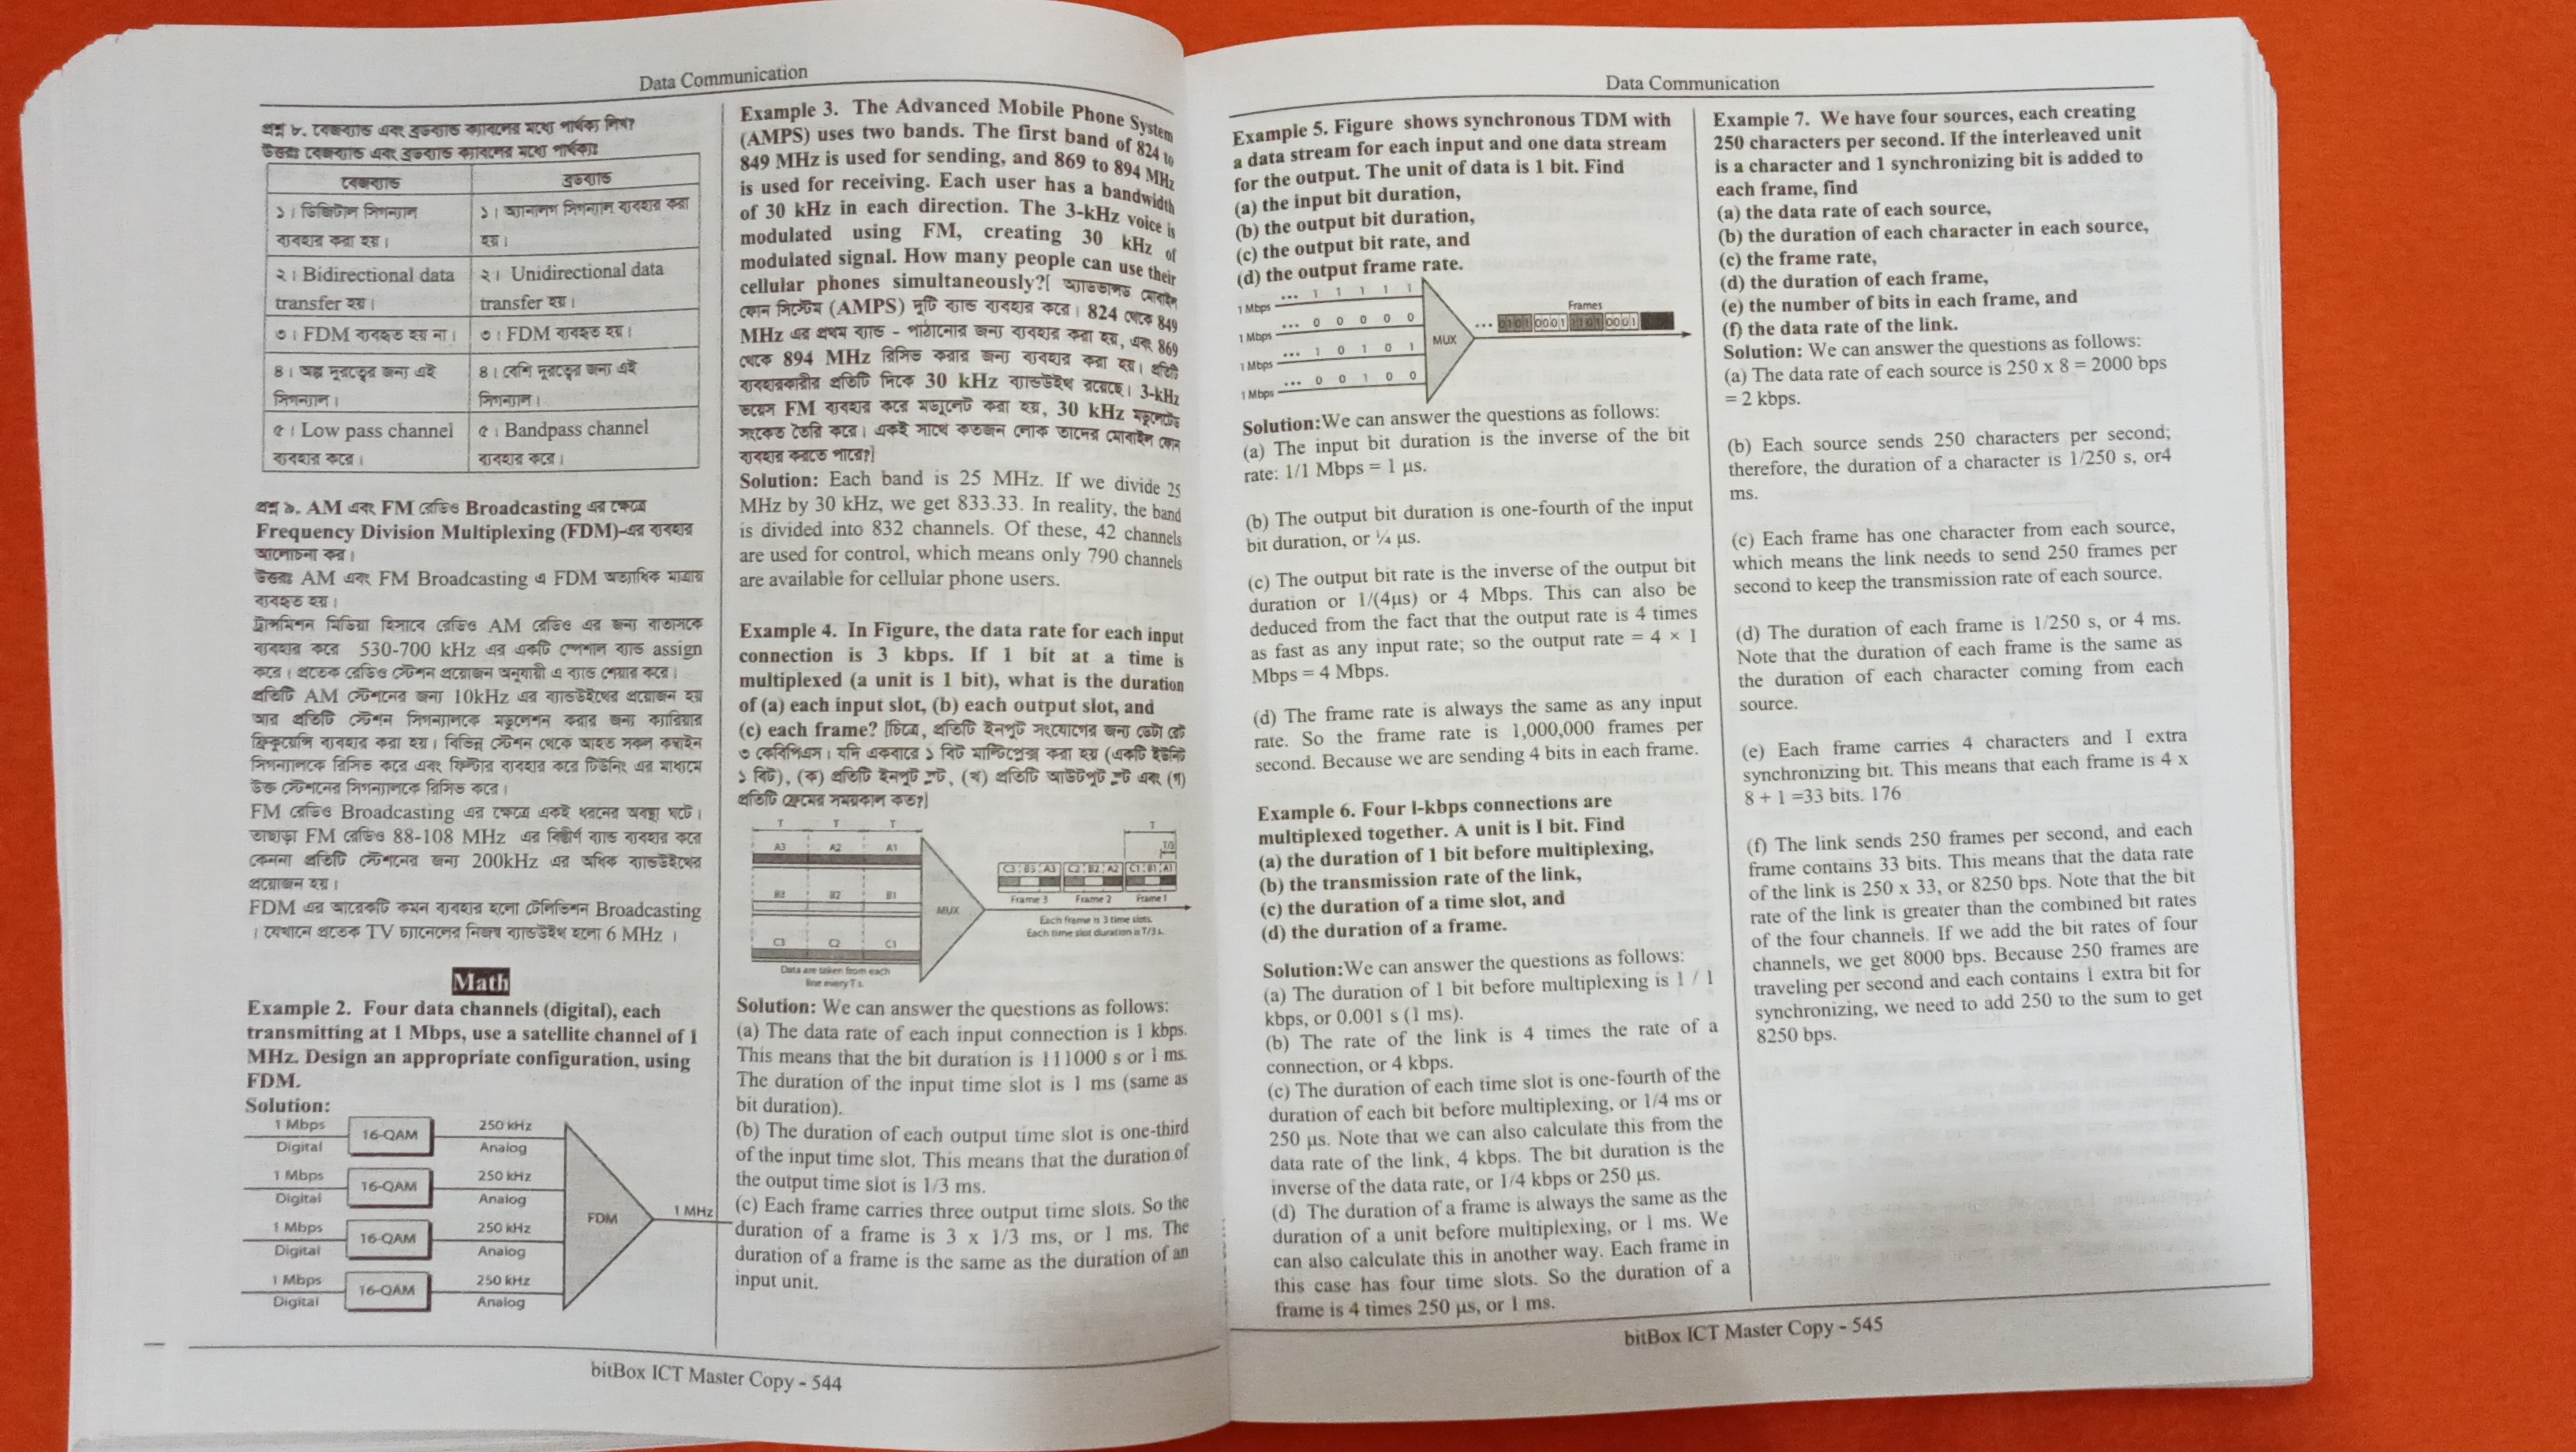 Data Communication
প্রশ্ন ৮. বেজব্যান্ড এবং ব্রডব্যান্ড ক্যাবলের মধ্যে পার্থক্য লিখ?
উত্তরঃ বেজব্যান্ড এবং ব্রডব্যান্ড ক্যাবলের মধ্যে পার্থক্যঃ
বেজব্যান্ড
ব্রডব্যান্ড
১। ডিজিটাল সিগন্যাল
ব্যবহার করা হয়।
১। অ্যানালগ সিগন্যাল ব্যবহার করা
হয়।
২। Bidirectional data
transfer হয়।
২। Unidirectional data
transfer হয়।
৩। FDM ব্যবহৃত হয় না।
৩। FDM ব্যবহৃত হয়।
৪। অল্প দূরত্বের জন্য এই
সিগন্যাল।
৪। বেশি দূরত্বের জন্য এই
সিগন্যাল।
৫। Low pass channel
ব্যবহার করে।
৫। Bandpass channel
ব্যবহার করে।
প্রশ্ন ৯. AM এবং FM রেডিও Broadcasting এর ক্ষেত্রে
Frequency Division Multiplexing (FDM)-এর ব্যবহার
আলোচনা কর।
উত্তরঃ AM এবং FM Broadcasting এ FDM অত্যাধিক মাত্রায়
ব্যবহৃত হয়।
ট্রান্সমিশন মিডিয়া হিসাবে রেডিও AM রেডিও এর জন্য বাতাসকে
ব্যবহার করে 530-700 kHz এর একটি স্পেশাল ব্যান্ড assign
করে। প্রতেক রেডিও স্টেশন প্রয়োজন অনুযায়ী এ ব্যান্ড শেয়ার করে।
প্রতিটি AM স্টেশনের জন্য 10kHz এর ব্যান্ডউইথের প্রয়োজন হয়
আর প্রতিটি স্টেশন সিগন্যালকে মডুলেশন করার জন্য ক্যারিয়ার
ফ্রিকুয়েন্সি ব্যবহার করা হয়। বিভিন্ন স্টেশন থেকে আহত সকল কম্বাইন
সিগন্যালকে রিসিভ করে এবং ফিল্টার ব্যবহার করে টিউনিং এর মাধ্যমে
উক্ত স্টেশনের সিগন্যালকে রিসিভ করে।
FM রেডিও Broadcasting এর ক্ষেত্রে একই ধরনের অবস্থা ঘটে।
তাছাড়া FM রেডিও 88-108 MHz এর বিস্তীর্ণ ব্যান্ড ব্যবহার করে
কেননা প্রতিটি স্টেশনের জন্য 200kHz এর অধিক ব্যান্ডউইথের
প্রয়োজন হয়।
FDM এর আরেকটি কমন ব্যবহার হলো টেলিভিশন Broadcasting
। যেখানে প্রতেক TV চ্যানেলের নিজস্ব ব্যান্ডউইথ হলো 6 MHz ।
Math
Example 2. Four data channels (digital), each
transmitting at 1 Mbps, use a satellite channel of 1
MHz. Design an appropriate configuration, using
FDM.
Solution:
1 Mbps
Digital
16-QAM
250 kHz
Analog
1 Mbps
Digital
16-QAM
250 kHz
Analog
1 Mbps
Digital
16-QAM
250 kHz
Analog
1 Mbps
Digital
16-QAM
250 kHz
Analog
FDM
1 MHz
Example 3. The Advanced Mobile Phone System
(AMPS) uses two bands. The first band of 824 to
849 MHz is used for sending, and 869 to 894 MHz
is used for receiving. Each user has a bandwidth
of 30 kHz in each direction. The 3-kHz voice is
modulated using FM, creating 30 kHz of
modulated signal. How many people can use their
cellular phones simultaneously?[ অ্যাডভান্সড মোবাইল
ফোন সিস্টেম (AMPS) দুটি ব্যান্ড ব্যবহার করে। 824 থেকে 849
MHz এর প্রথম ব্যান্ড - পাঠানোর জন্য ব্যবহার করা হয়, এবং 869
থেকে 894 MHz রিসিভ করার জন্য ব্যবহার করা হয়। প্রতিটি
ব্যবহারকারীর প্রতিটি দিকে 30 kHz ব্যান্ডউইথ রয়েছে। 3-kHz
ভয়েস FM ব্যবহার করে মড্যুলেট করা হয়, 30 kHz মডুলেটেড
সংকেত তৈরি করে। একই সাথে কতজন লোক তাদের মোবাইল ফোন
ব্যবহার করতে পারে?]
Solution: Each band is 25 MHz. If we divide 25
MHz by 30 kHz, we get 833.33. In reality, the band
is divided into 832 channels. Of these, 42 channels
are used for control, which means only 790 channels
are available for cellular phone users.
Example 4. In Figure, the data rate for each input
connection is 3 kbps. If 1 bit at a time is
multiplexed (a unit is 1 bit), what is the duration
of (a) each input slot, (b) each output slot, and
(c) each frame? [চিত্রে, প্রতিটি ইনপুট সংযোগের জন্য ডেটা রেট
৩ কেবিপিএস। যদি একবারে ১ বিট মাল্টিপ্লেক্স করা হয় (একটি ইউনিট
১ বিট), (ক) প্রতিটি ইনপুট স্লট, (খ) প্রতিটি আউটপুট স্লট এবং (গ)
প্রতিটি ফ্রেমের সময়কাল কত?]
T T T
A3 A2 A1
B3 B2 B1
C3 C2 C1
Data are taken from each
line every T s.
MUX
T
T/3
C3 B3 A3 C2 B2 A2 C1 B1 A1
Frame 3 Frame 2 Frame 1
Each frame is 3 time slots.
Each time slot duration is T/3 s.
Solution: We can answer the questions as follows:
(a) The data rate of each input connection is 1 kbps.
This means that the bit duration is 111000 s or 1 ms.
The duration of the input time slot is 1 ms (same as
bit duration).
(b) The duration of each output time slot is one-third
of the input time slot. This means that the duration of
the output time slot is 1/3 ms.
(c) Each frame carries three output time slots. So the
duration of a frame is 3 x 1/3 ms, or 1 ms. The
duration of a frame is the same as the duration of an
input unit.
bitBox ICT Master Copy - 544
Data Communication
Example 5. Figure shows synchronous TDM with
a data stream for each input and one data stream
for the output. The unit of data is 1 bit. Find
(a) the input bit duration,
(b) the output bit duration,
(c) the output bit rate, and
(d) the output frame rate.
1 Mbps ••• 1 1 1 1 1
1 Mbps ••• 0 0 0 0 0
1 Mbps ••• 1 0 1 0 1
1 Mbps ••• 0 0 1 0 0
MUX
Frames
••• 0101 0001 1101 0001
Solution:We can answer the questions as follows:
(a) The input bit duration is the inverse of the bit
rate: 1/1 Mbps = 1 μs.
(b) The output bit duration is one-fourth of the input
bit duration, or ¼ μs.
(c) The output bit rate is the inverse of the output bit
duration or 1/(4μs) or 4 Mbps. This can also be
deduced from the fact that the output rate is 4 times
as fast as any input rate; so the output rate = 4 × 1
Mbps = 4 Mbps.
(d) The frame rate is always the same as any input
rate. So the frame rate is 1,000,000 frames per
second. Because we are sending 4 bits in each frame.
Example 6. Four l-kbps connections are
multiplexed together. A unit is I bit. Find
(a) the duration of 1 bit before multiplexing,
(b) the transmission rate of the link,
(c) the duration of a time slot, and
(d) the duration of a frame.
Solution:We can answer the questions as follows:
(a) The duration of 1 bit before multiplexing is 1 / 1
kbps, or 0.001 s (1 ms).
(b) The rate of the link is 4 times the rate of a
connection, or 4 kbps.
(c) The duration of each time slot is one-fourth of the
duration of each bit before multiplexing, or 1/4 ms or
250 μs. Note that we can also calculate this from the
data rate of the link, 4 kbps. The bit duration is the
inverse of the data rate, or 1/4 kbps or 250 μs.
(d) The duration of a frame is always the same as the
duration of a unit before multiplexing, or 1 ms. We
can also calculate this in another way. Each frame in
this case has four time slots. So the duration of a
frame is 4 times 250 μs, or 1 ms.
Example 7. We have four sources, each creating
250 characters per second. If the interleaved unit
is a character and 1 synchronizing bit is added to
each frame, find
(a) the data rate of each source,
(b) the duration of each character in each source,
(c) the frame rate,
(d) the duration of each frame,
(e) the number of bits in each frame, and
(f) the data rate of the link.
Solution: We can answer the questions as follows:
(a) The data rate of each source is 250 x 8 = 2000 bps
= 2 kbps.
(b) Each source sends 250 characters per second;
therefore, the duration of a character is 1/250 s, or4
ms.
(c) Each frame has one character from each source,
which means the link needs to send 250 frames per
second to keep the transmission rate of each source.
(d) The duration of each frame is 1/250 s, or 4 ms.
Note that the duration of each frame is the same as
the duration of each character coming from each
source.
(e) Each frame carries 4 characters and I extra
synchronizing bit. This means that each frame is 4 x
8 + 1 =33 bits. 176
(f) The link sends 250 frames per second, and each
frame contains 33 bits. This means that the data rate
of the link is 250 x 33, or 8250 bps. Note that the bit
rate of the link is greater than the combined bit rates
of the four channels. If we add the bit rates of four
channels, we get 8000 bps. Because 250 frames are
traveling per second and each contains 1 extra bit for
synchronizing, we need to add 250 to the sum to get
8250 bps.
bitBox ICT Master Copy - 545